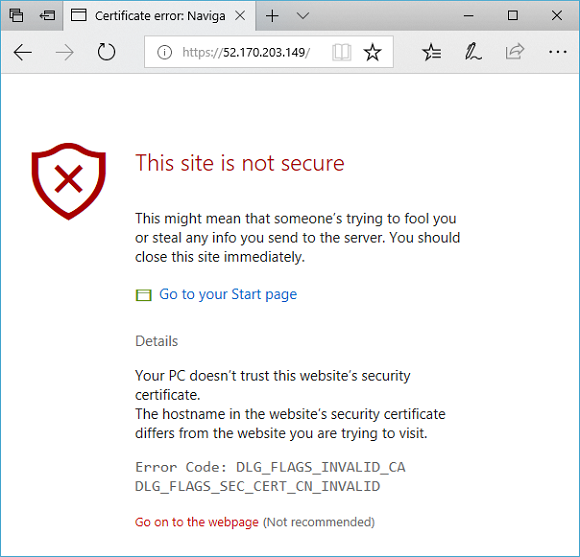 Certificate error: Naviga
https://52.170.203.149/
This site is not secure
This might mean that someone's trying to fool you
or steal any info you send to the server. You should
close this site immediately.
Go to your Start page
Details
Your PC doesn't trust this website's security
certificate.
The hostname in the website's security certificate
differs from the website you are trying to visit.
Error Code: DLG_FLAGS_INVALID_CA
DLG_FLAGS_SEC_CERT_CN_INVALID
Go on to the webpage (Not recommended)